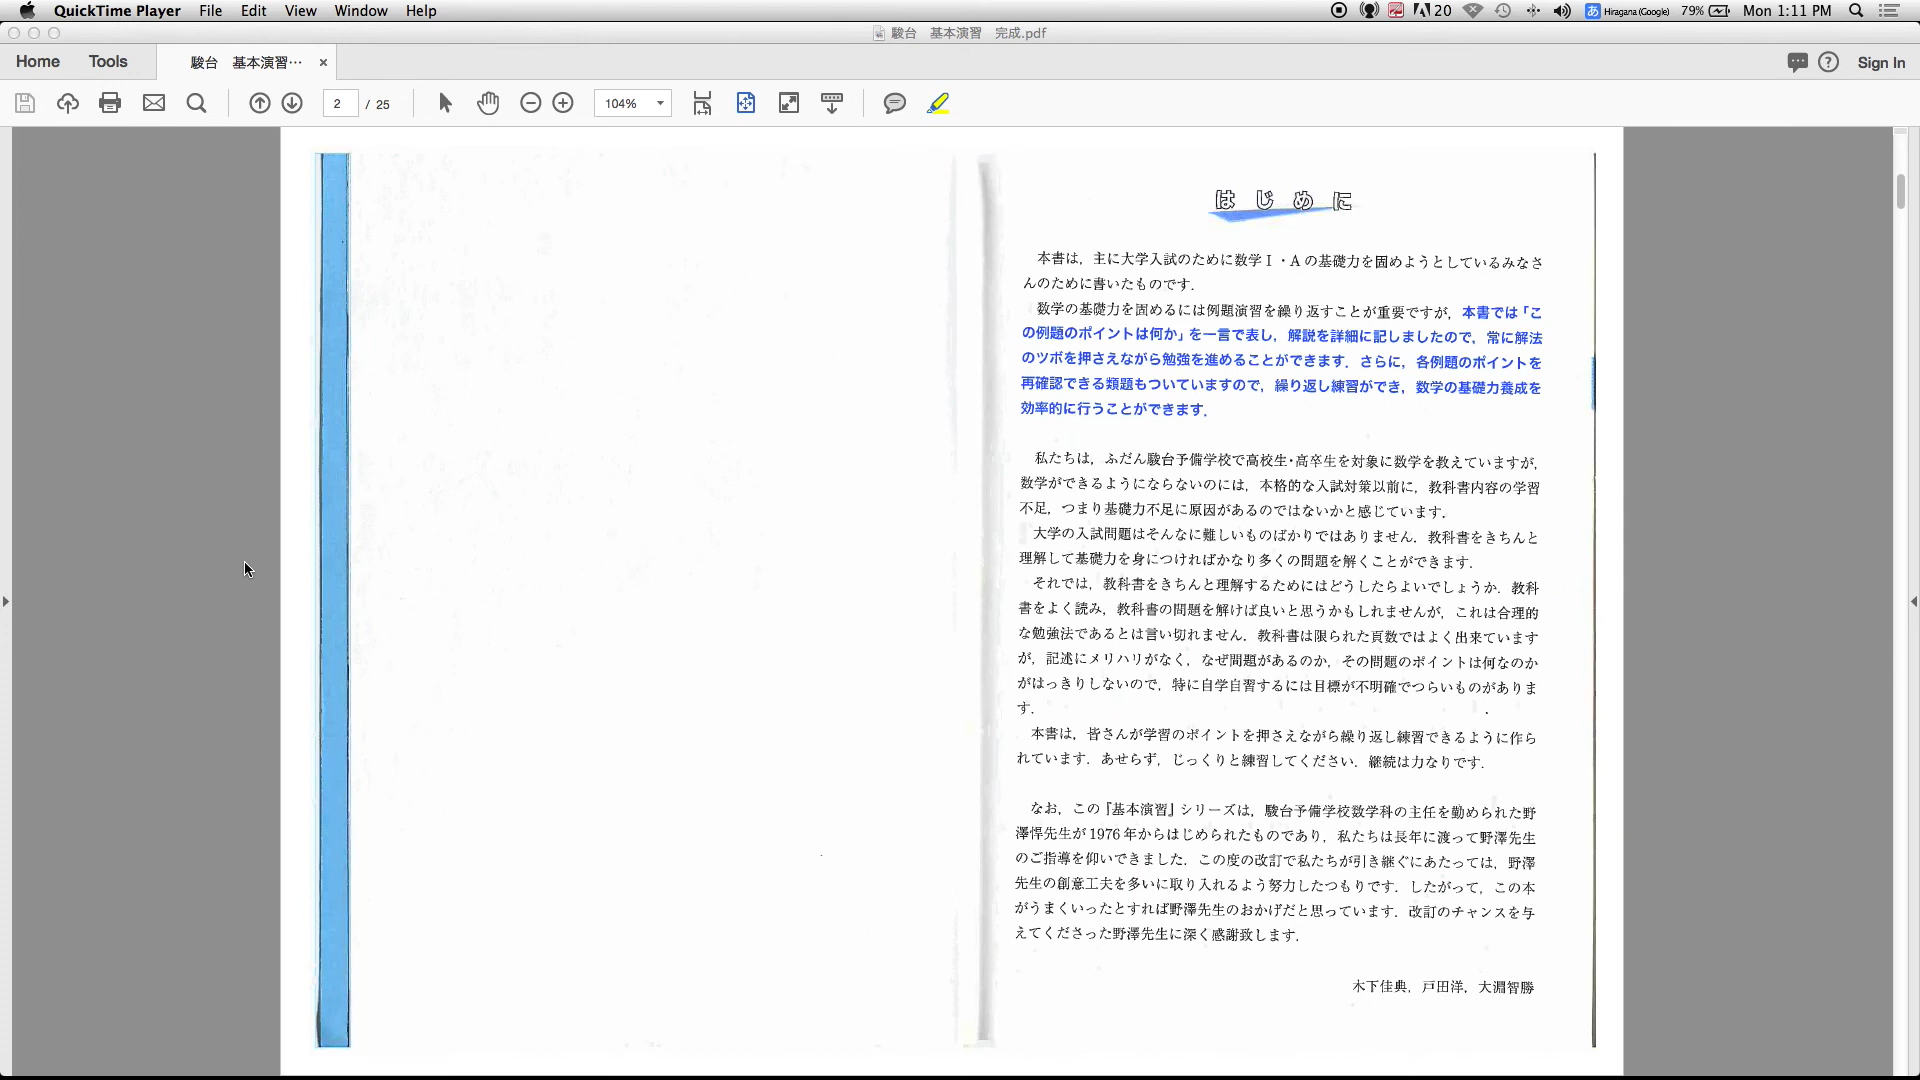 QuickTime Player File Edit View Window Help 20 あ Hiragana (Google) 79% Mon 1:11 PM
駿台 基本演習 完成.pdf
Home Tools 駿台 基本演習… × Sign In
2 / 25 104%
はじめに
本書は，主に大学入試のために数学Ⅰ・Aの基礎力を固めようとしているみなさ
んのために書いたものです．
数学の基礎力を固めるには例題演習を繰り返すことが重要ですが，本書では「こ
の例題のポイントは何か」を一言で表し，解説を詳細に記しましたので，常に解法
のツボを押さえながら勉強を進めることができます．さらに，各例題のポイントを
再確認できる類題もついていますので，繰り返し練習ができ，数学の基礎力養成を
効率的に行うことができます．
私たちは，ふだん駿台予備学校で高校生・高卒生を対象に数学を教えていますが，
数学ができるようにならないのには，本格的な入試対策以前に，教科書内容の学習
不足，つまり基礎力不足に原因があるのではないかと感じています．
大学の入試問題はそんなに難しいものばかりではありません．教科書をきちんと
理解して基礎力を身につければかなり多くの問題を解くことができます．
それでは，教科書をきちんと理解するためにはどうしたらよいでしょうか．教科
書をよく読み，教科書の問題を解けば良いと思うかもしれませんが，これは合理的
な勉強法であるとは言い切れません．教科書は限られた頁数ではよく出来ています
が，記述にメリハリがなく，なぜ問題があるのか，その問題のポイントは何なのか
がはっきりしないので，特に自学自習するには目標が不明確でつらいものがありま
す．
本書は，皆さんが学習のポイントを押さえながら繰り返し練習できるように作ら
れています．あせらず，じっくりと練習してください．継続は力なりです．
なお，この『基本演習』シリーズは，駿台予備学校数学科の主任を勤められた野
澤悍先生が1976年からはじめられたものであり，私たちは長年に渡って野澤先生
のご指導を仰いできました．この度の改訂で私たちが引き継ぐにあたっては，野澤
先生の創意工夫を多いに取り入れるよう努力したつもりです．したがって，この本
がうまくいったとすれば野澤先生のおかげだと思っています．改訂のチャンスを与
えてくださった野澤先生に深く感謝致します．
木下佳典，戸田洋，大淵智勝